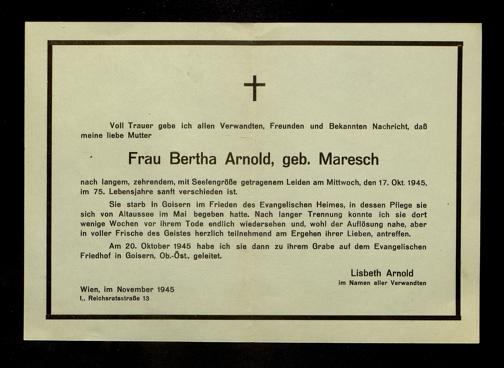 Voll Trauer gebe ich allen Verwandten, Freunden und Bekannten Nachricht, daß
meine liebe Mutter
Frau Bertha Arnold, geb. Maresch
nach langem, zehrendem, mit Seelengröße getragenem Leiden am Mittwoch, den 17. Okt. 1945,
im 75. Lebensjahre sanft verschieden ist.
Sie starb in Goisern im Frieden des Evangelischen Heimes, in dessen Pflege sie
sich von Altaussee im Mai begeben hatte. Nach langer Trennung konnte ich sie dort
wenige Wochen vor ihrem Tode endlich wiedersehen und, wohl der Auflösung nahe, aber
in voller Frische des Geistes herzlich teilnehmend am Ergehen ihrer Lieben, antreffen.
Am 20. Oktober 1945 habe ich sie dann zu ihrem Grabe auf dem Evangelischen
Friedhof in Goisern, Ob.-Öst., geleitet.
Lisbeth Arnold
im Namen aller Verwandten
Wien, im November 1945
I., Reichsratsstraße 13